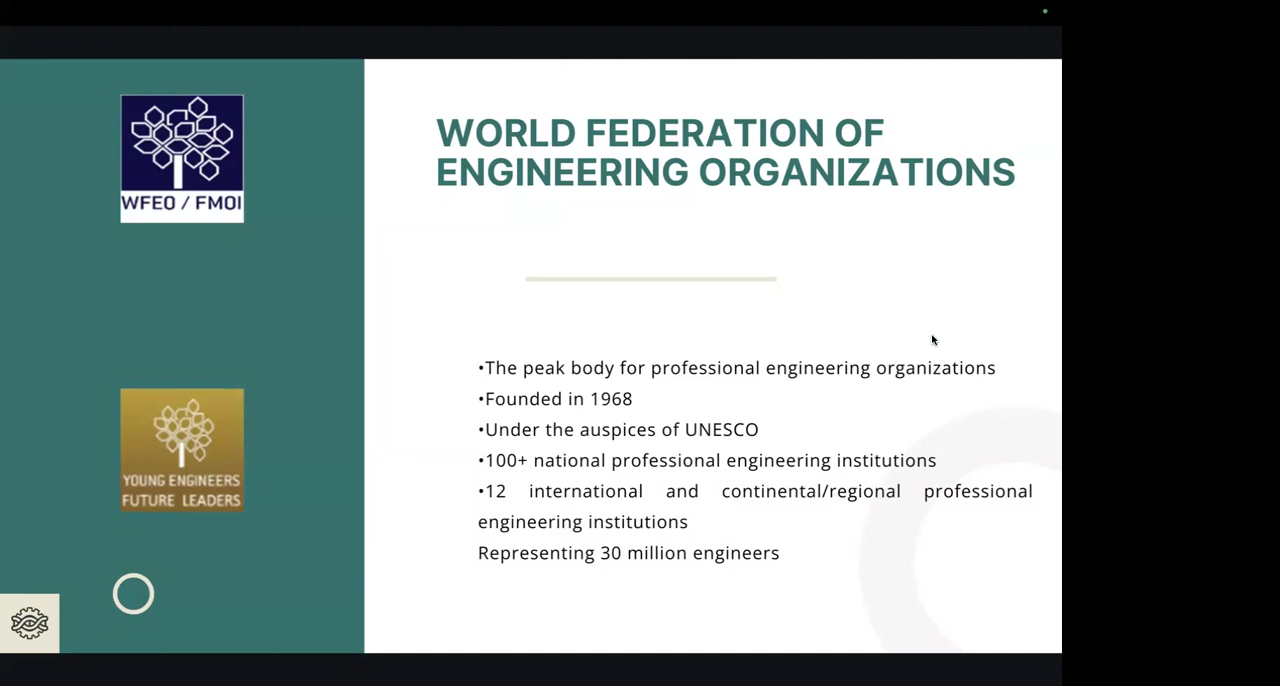 WFEO / FMOI
WORLD FEDERATION OF
ENGINEERING ORGANIZATIONS
•The peak body for professional engineering organizations
•Founded in 1968
•Under the auspices of UNESCO
•100+ national professional engineering institutions
•12 international and continental/regional professional
engineering institutions
Representing 30 million engineers
YOUNG ENGINEERS
FUTURE LEADERS